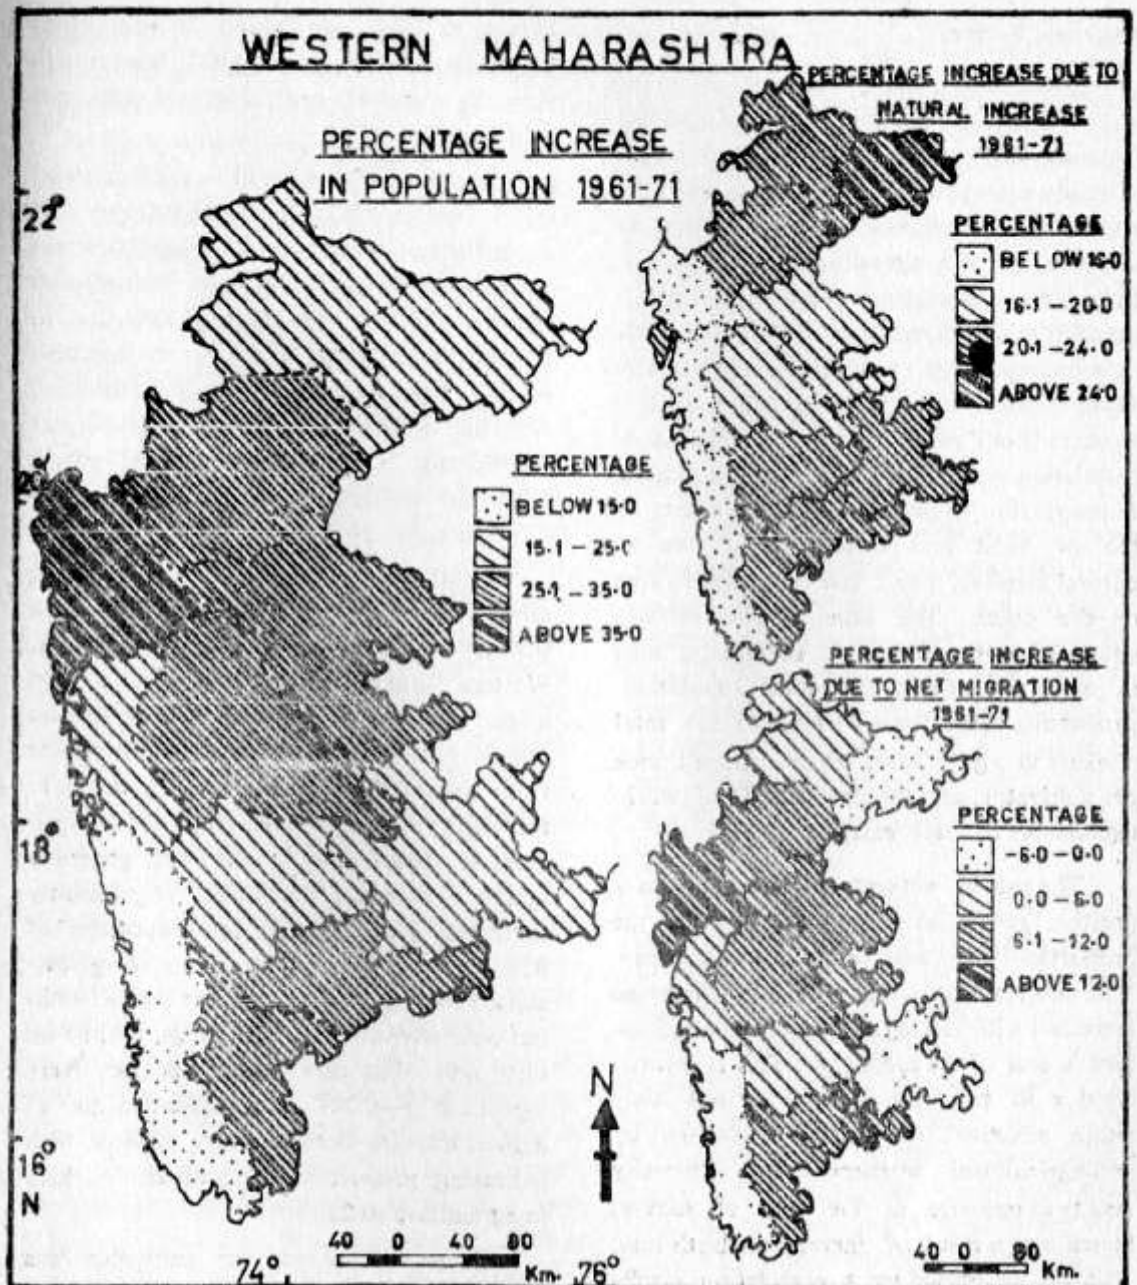 WESTERN MAHARASHTRA
PERCENTAGE INCREASE
IN POPULATION 1961-71
PERCENTAGE INCREASE DUE TO
NATURAL INCREASE
1961-71
PERCENTAGE
BELOW 16·0
16·1 – 20·0
20·1 – 24·0
ABOVE 24·0
PERCENTAGE
BELOW 15·0
15·1 – 25·0
25·1 – 35·0
ABOVE 35·0
PERCENTAGE INCREASE
DUE TO NET MIGRATION
1961-71
PERCENTAGE
-6·0 – 0·0
0·0 – 6·0
6·1 – 12·0
ABOVE 12·0
22°
18°
16°
N
N
40 0 40 80
Km.
74°
76°
40 0 80
Km.